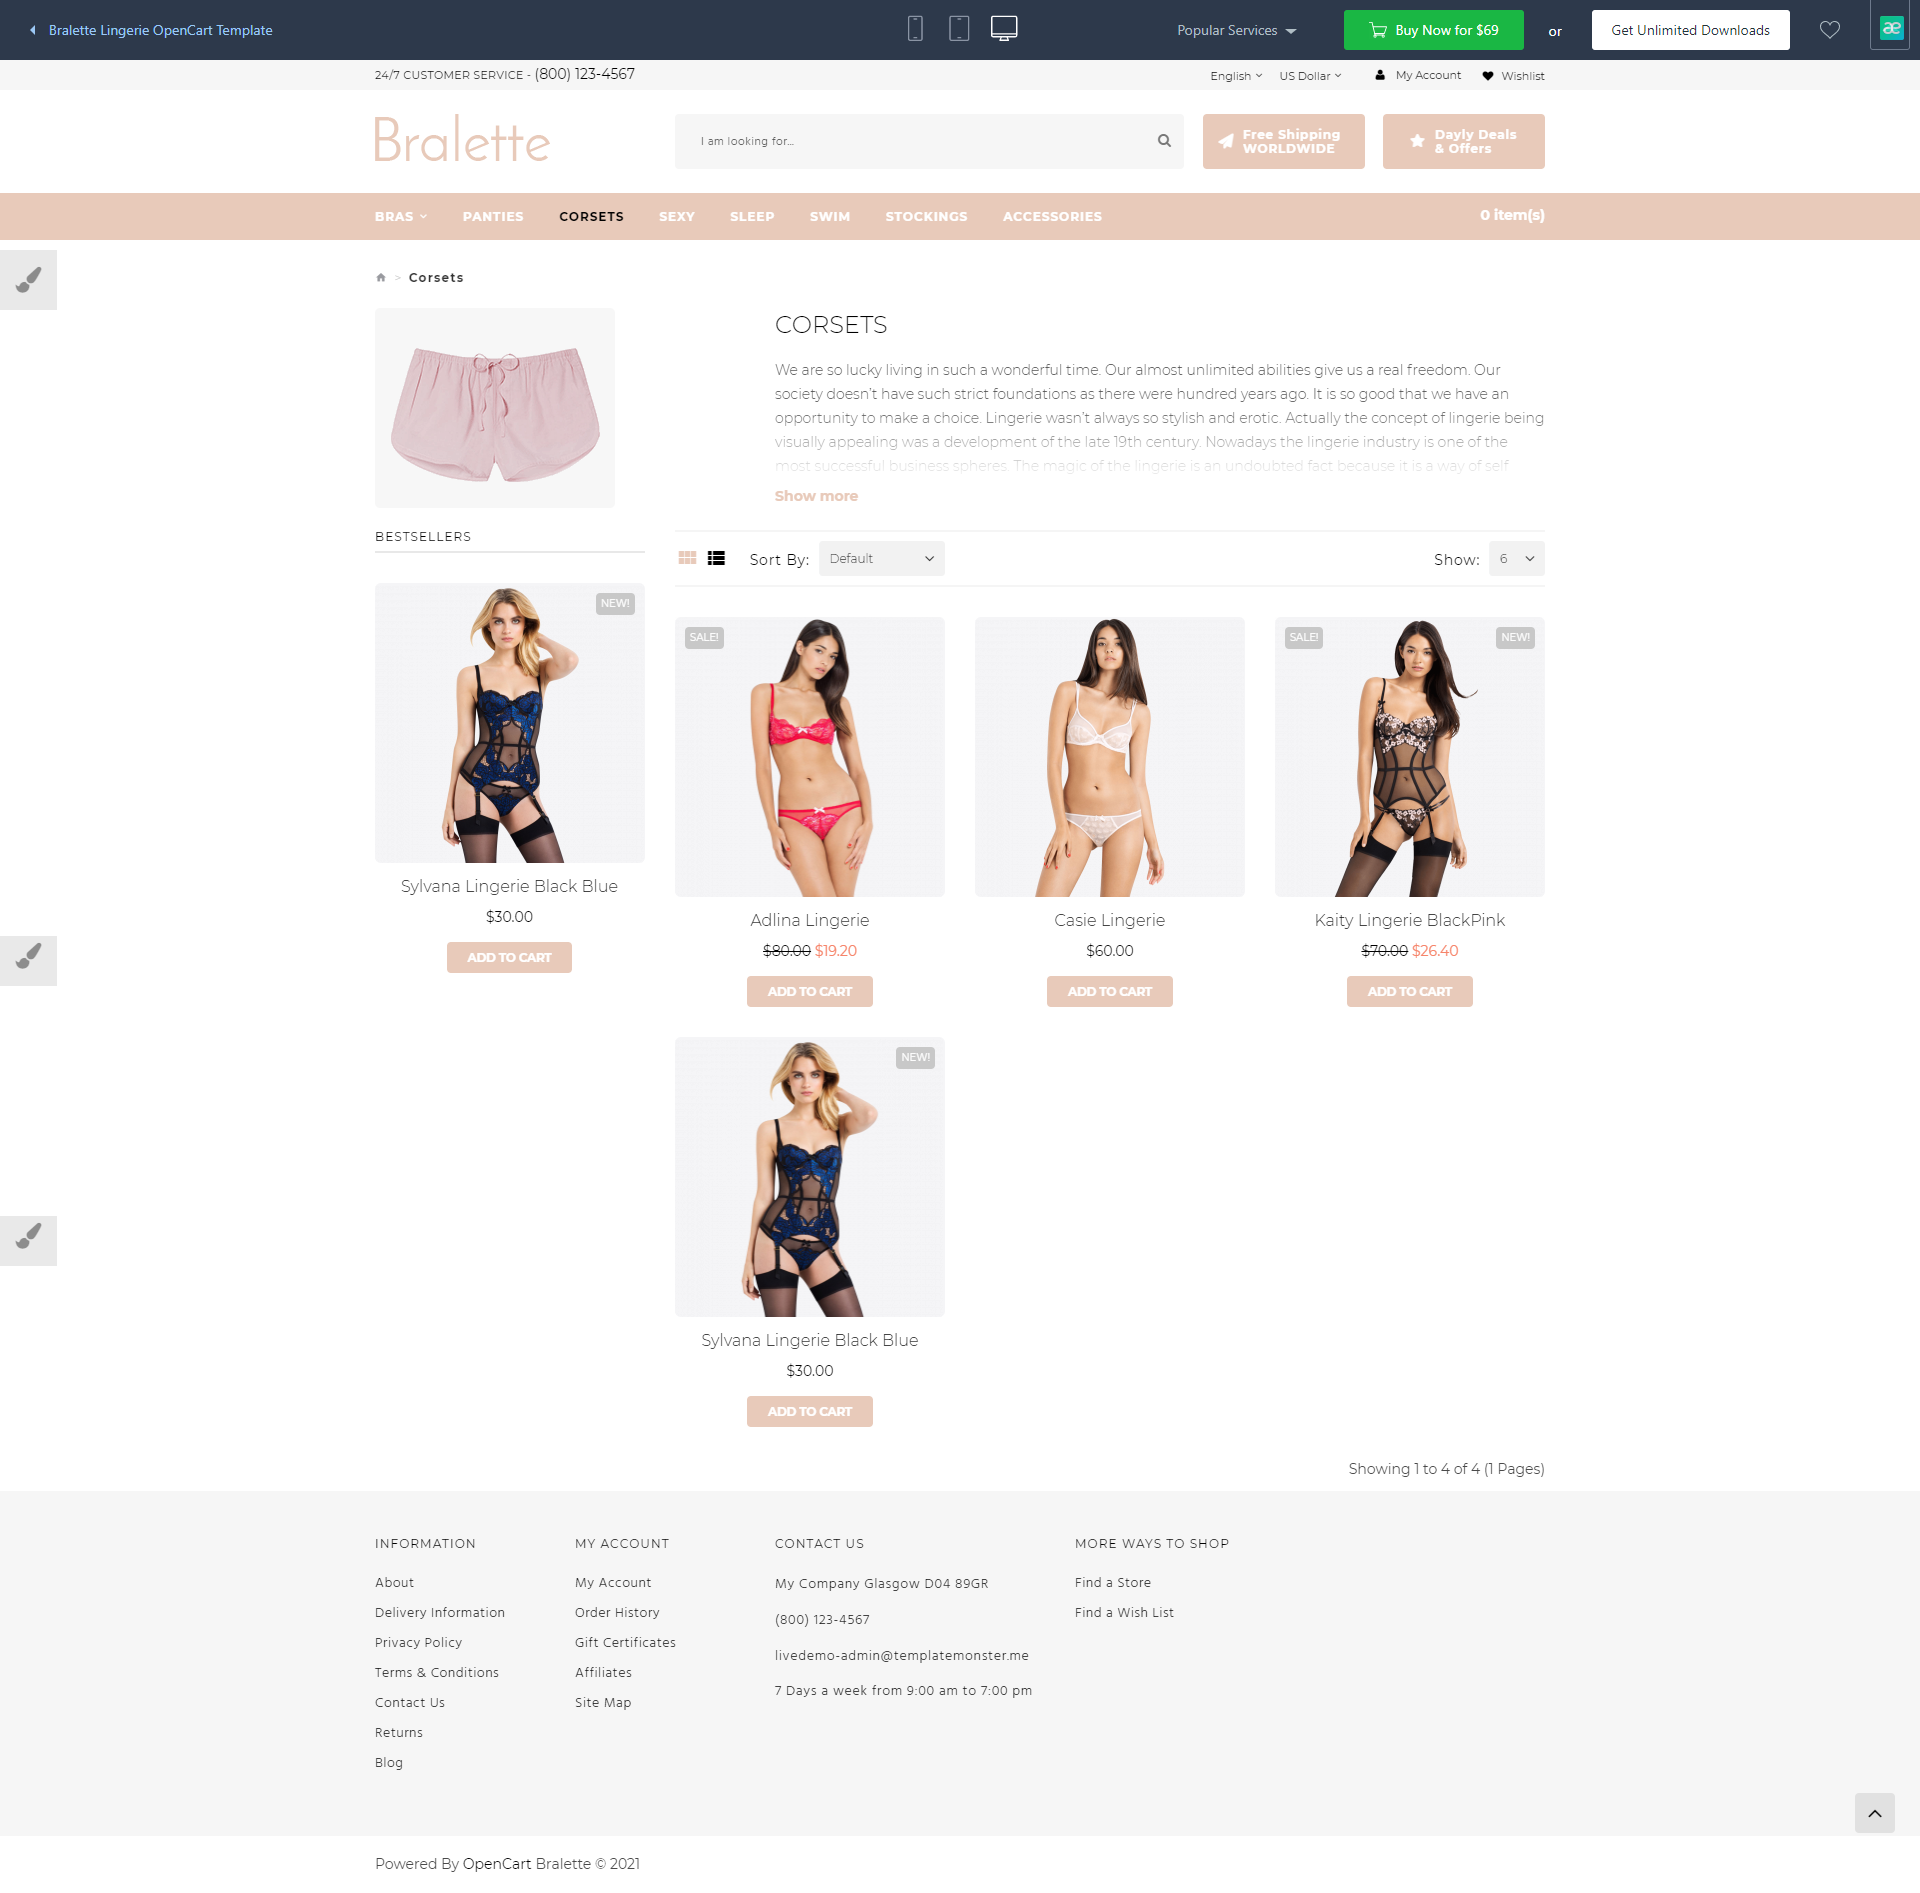 Bralette Lingerie OpenCart Template
Popular Services
Buy Now for $69
or
Get Unlimited Downloads
æ
24/7 CUSTOMER SERVICE - (800) 123-4567
English
US Dollar
My Account
Wishlist
Bralette
I am looking for...
Free Shipping
WORLDWIDE
Dayly Deals
& Offers
BRAS
PANTIES
CORSETS
SEXY
SLEEP
SWIM
STOCKINGS
ACCESSORIES
0 item(s)
> Corsets
CORSETS
We are so lucky living in such a wonderful time. Our almost unlimited abilities give us a real freedom. Our
society doesn't have such strict foundations as there were hundred years ago. It is so good that we have an
opportunity to make a choice. Lingerie wasn't always so stylish and erotic. Actually the concept of lingerie being
visually appealing was a development of the late 19th century. Nowadays the lingerie industry is one of the
most successful business spheres. The magic of the lingerie is an undoubted fact because it is a way of self
Show more
BESTSELLERS
Sort By:
Default
Show:
6
NEW!
Sylvana Lingerie Black Blue
$30.00
ADD TO CART
SALE!
Adlina Lingerie
$80.00 $19.20
ADD TO CART
Casie Lingerie
$60.00
ADD TO CART
SALE!
NEW!
Kaity Lingerie BlackPink
$70.00 $26.40
ADD TO CART
NEW!
Sylvana Lingerie Black Blue
$30.00
ADD TO CART
Showing 1 to 4 of 4 (1 Pages)
INFORMATION
About
Delivery Information
Privacy Policy
Terms & Conditions
Contact Us
Returns
Blog
MY ACCOUNT
My Account
Order History
Gift Certificates
Affiliates
Site Map
CONTACT US
My Company Glasgow D04 89GR
(800) 123-4567
livedemo-admin@templatemonster.me
7 Days a week from 9:00 am to 7:00 pm
MORE WAYS TO SHOP
Find a Store
Find a Wish List
Powered By OpenCart Bralette © 2021